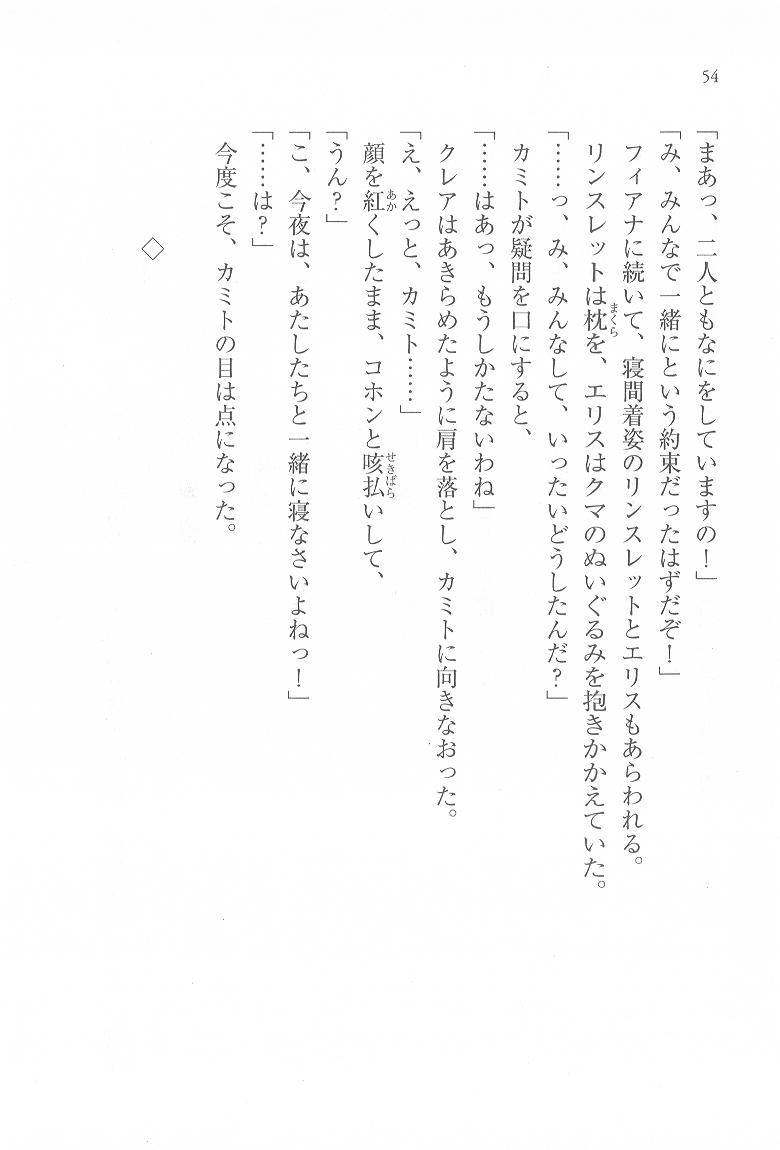 54
「まあっ、二人ともなにをしていますの！」
「み、みんなで一緒にという約束だったはずだぞ！」
フィアナに続いて、寝間着姿のリンスレットとエリスもあらわれる。
リンスレットは枕を、エリスはクマのぬいぐるみを抱きかかえていた。
「……っ、み、みんなして、いったいどうしたんだ？」
カミトが疑問を口にすると、
「……はあっ、もうしかたないわね」
クレアはあきらめたように肩を落とし、カミトに向きなおった。
「え、えっと、カミト……」
顔を紅くしたまま、コホンと咳払いして、
「うん？」
「こ、今夜は、あたしたちと一緒に寝なさいよねっ！」
「……は？」
今度こそ、カミトの目は点になった。
◇